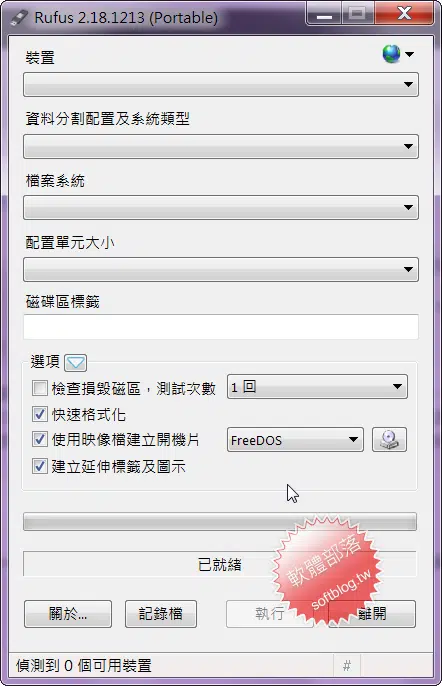 Rufus 2.18.1213 (Portable)
裝置
資料分割配置及系統類型
檔案系統
配置單元大小
磁碟區標籤
選項
檢查損毀磁區，測試次數 1 回
快速格式化
使用映像檔建立開機片 FreeDOS
建立延伸標籤及圖示
軟體部落
softblog.tw
已就緒
關於... 記錄檔 執行 離開
偵測到 0 個可用裝置 #